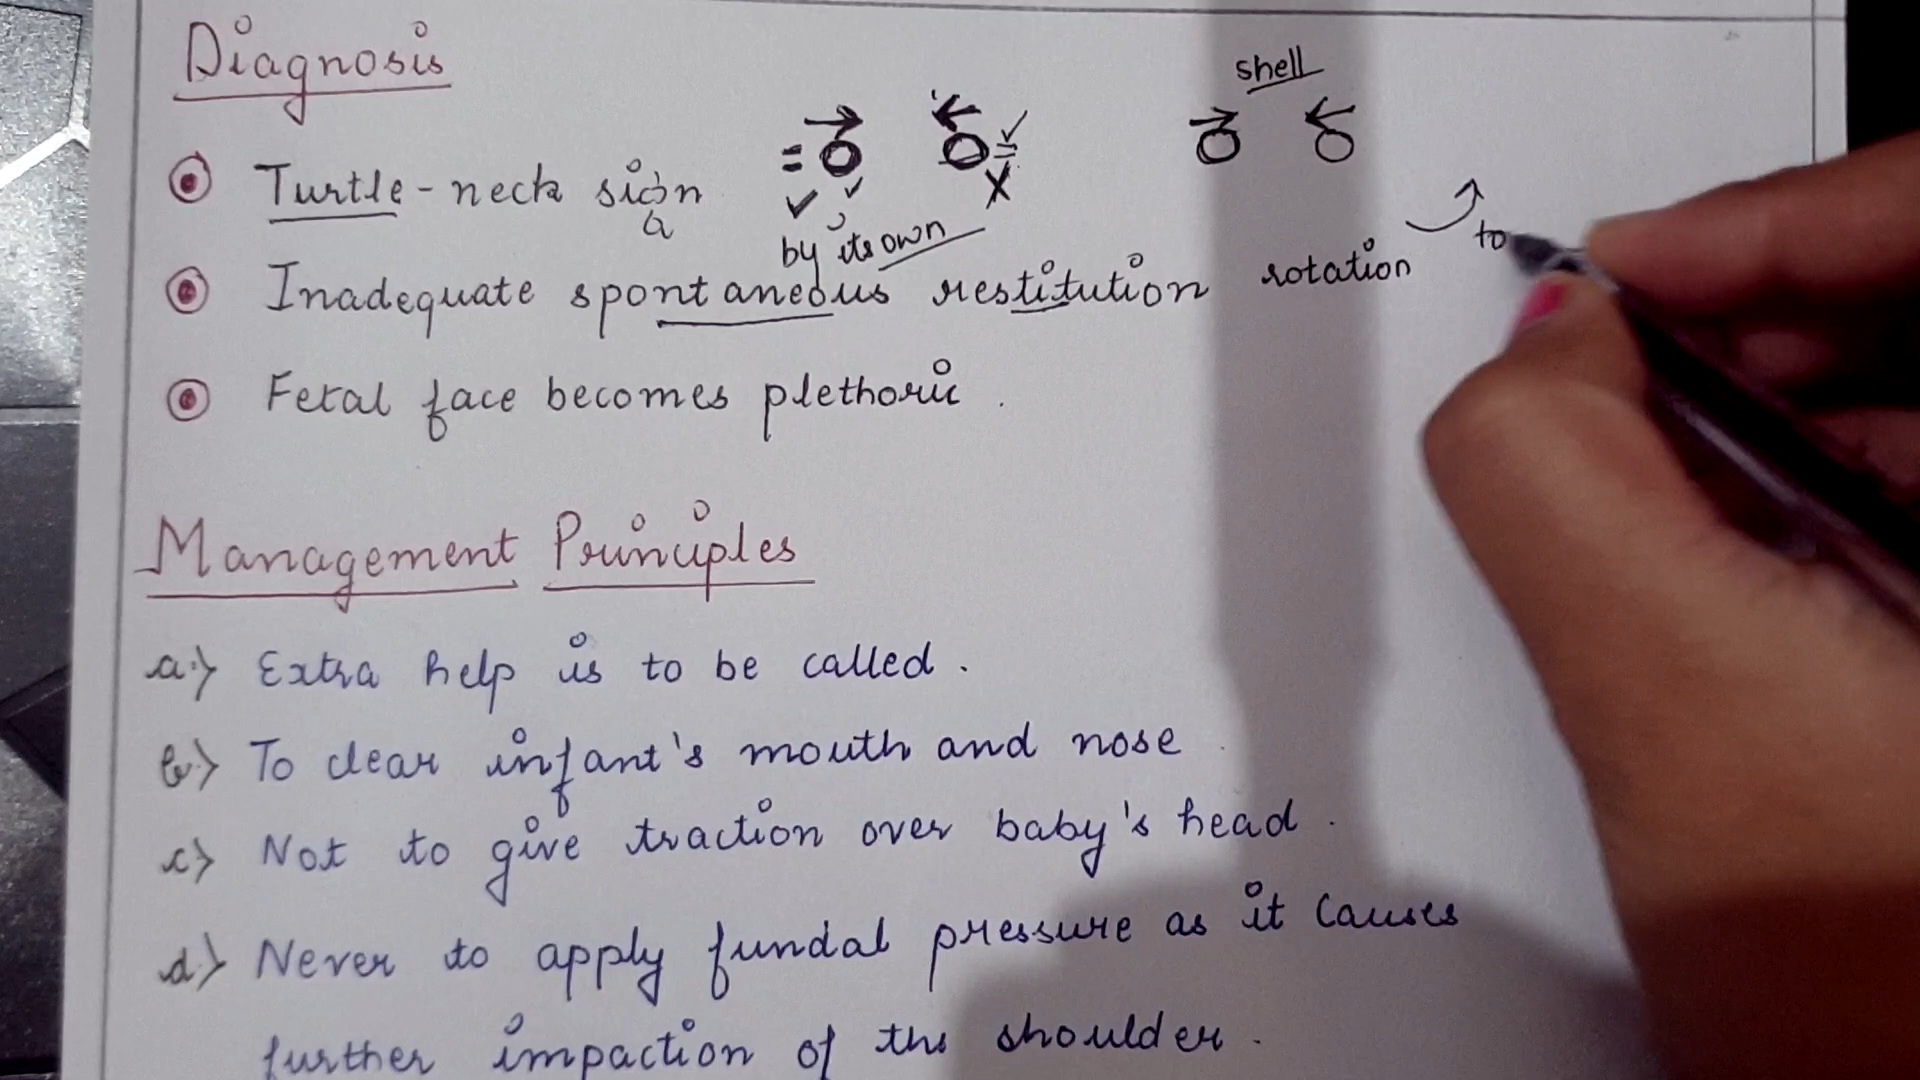 Diagnosis
shell
Turtle-neck sign
by its own
to
Inadequate spontaneous restitution rotation
Fetal face becomes plethoric .
Management Principles
a.) Extra help is to be called .
b.) To clear infant's mouth and nose
c.) Not to give traction over baby's head .
d.) Never to apply fundal pressure as it causes
further impaction of the shoulder .